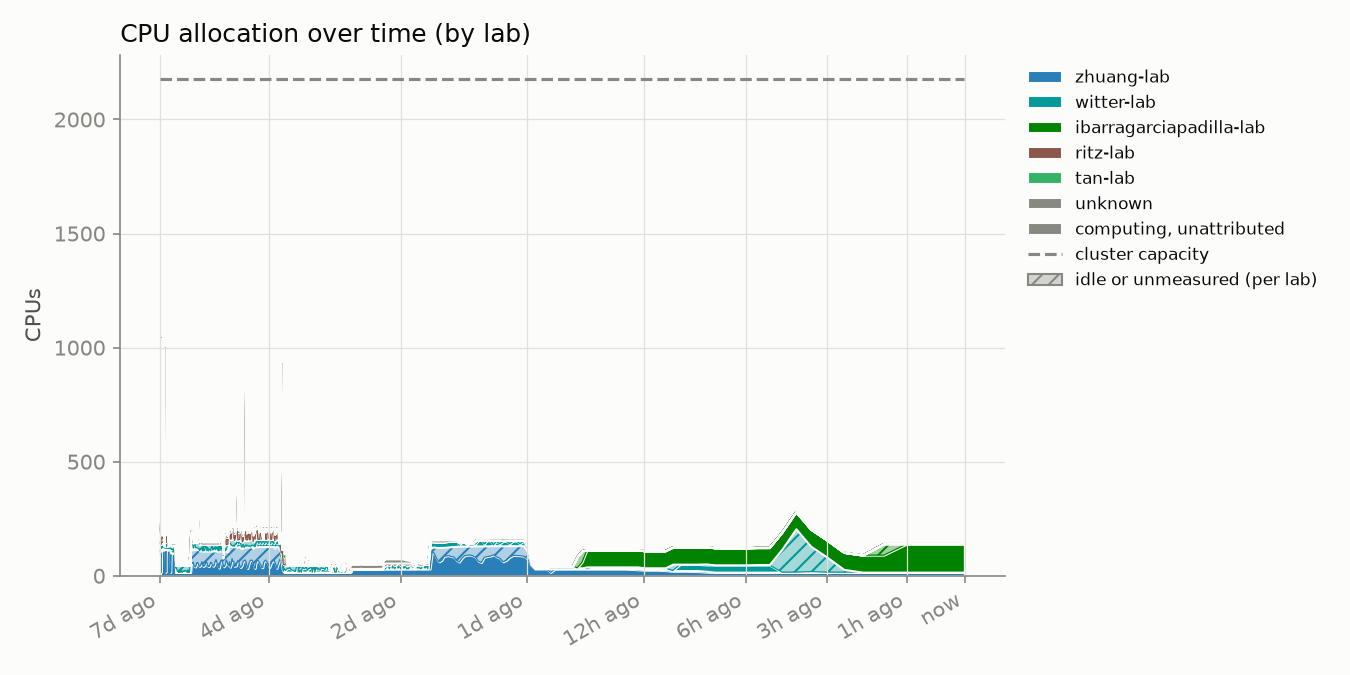 CPU allocation over time (by lab)
CPUs
2000
1500
1000
500
0
7d ago
4d ago
2d ago
1d ago
12h ago
6h ago
3h ago
1h ago
now
zhuang-lab
witter-lab
ibarragarciapadilla-lab
ritz-lab
tan-lab
unknown
computing, unattributed
cluster capacity
idle or unmeasured (per lab)